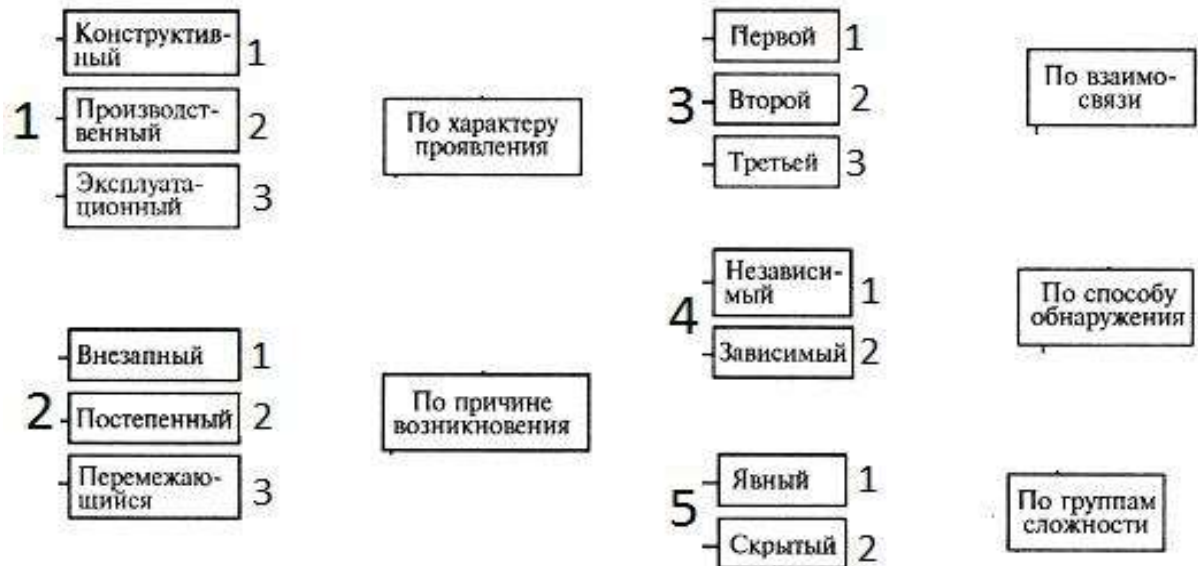 Конструктив-
ный
1
1
Производст-
венный
2
Эксплуата-
ционный
3
По характеру
проявления
2
Внезапный
1
Постепенный
2
Перемежаю-
щийся
3
По причине
возникновения
3
Первой
1
Второй
2
Третьей
3
По взаимо-
связи
4
Независи-
мый
1
Зависимый
2
По способу
обнаружения
5
Явный
1
Скрытый
2
По группам
сложности